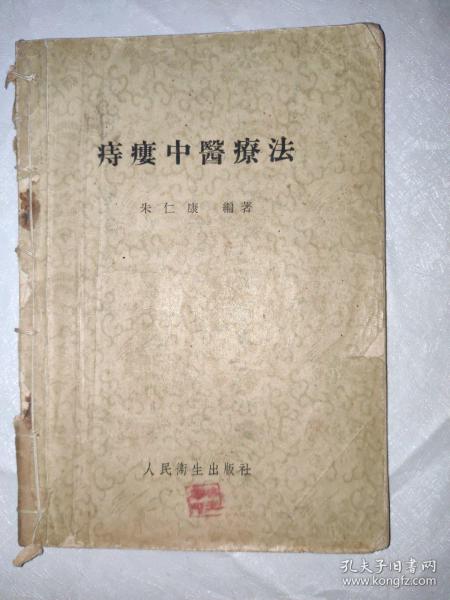 痔瘻中醫療法
朱仁康 編著
人民衛生出版社
孔夫子旧书网
www.kongfz.com